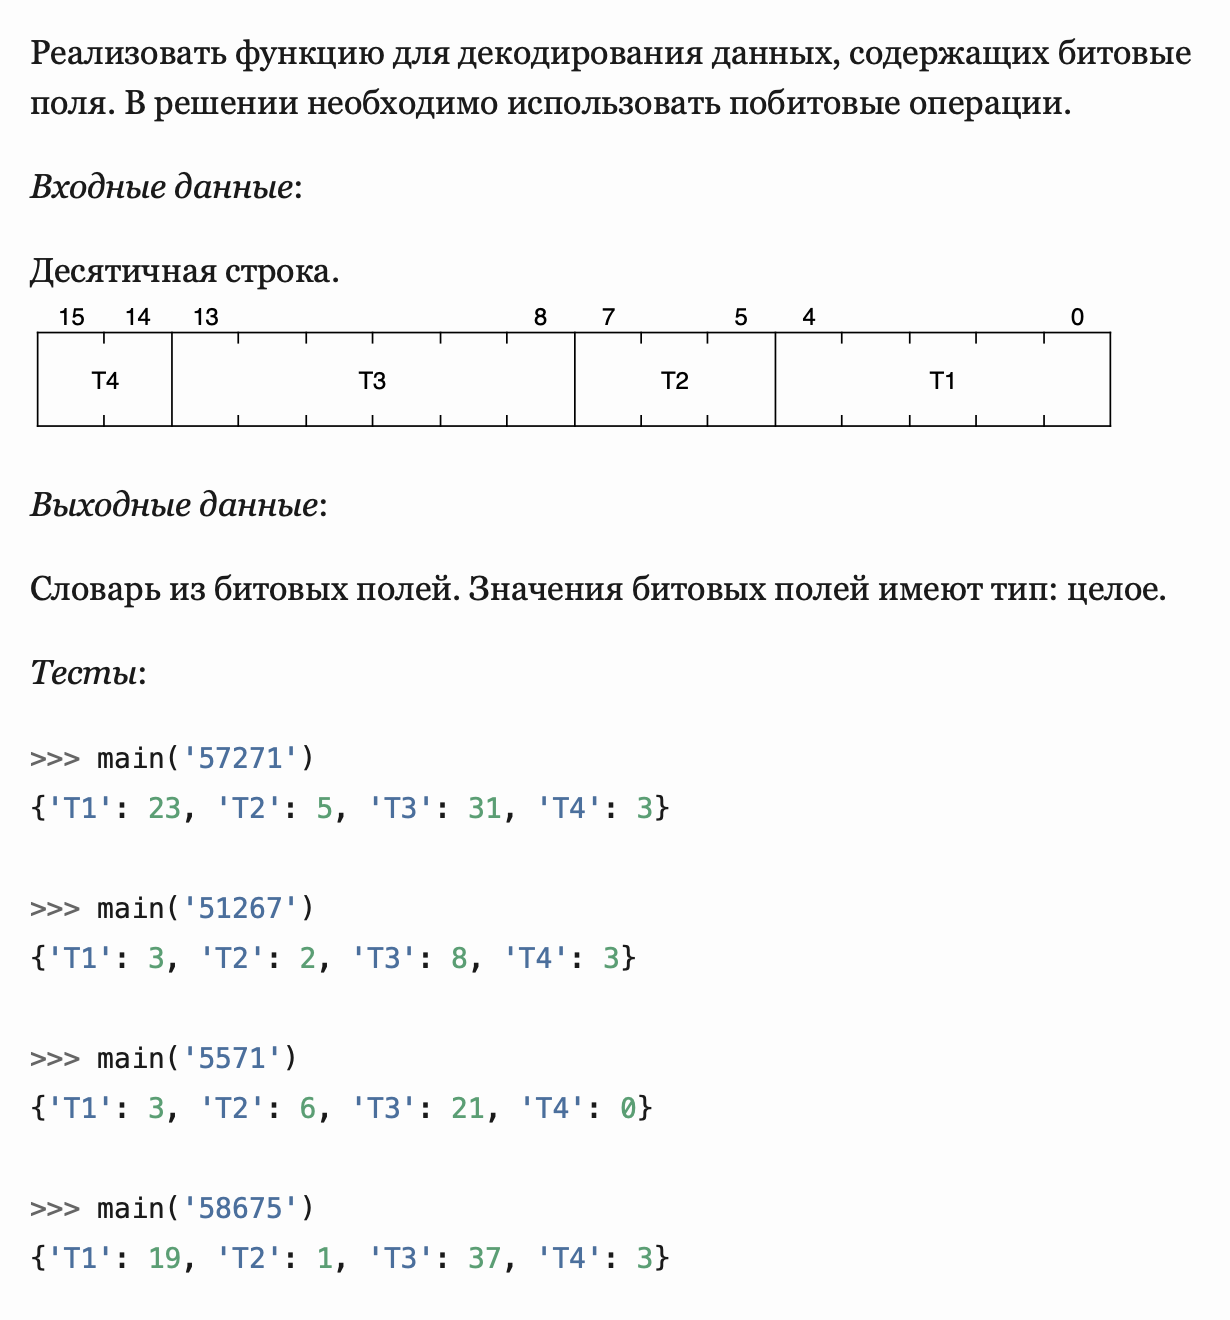 Реализовать функцию для декодирования данных, содержащих битовые
поля. В решении необходимо использовать побитовые операции.
Входные данные:
Десятичная строка.
15 14 13 8 7 5 4 0
T4 T3 T2 T1
Выходные данные:
Словарь из битовых полей. Значения битовых полей имеют тип: целое.
Тесты:
>>> main('57271')
{'T1': 23, 'T2': 5, 'T3': 31, 'T4': 3}
>>> main('51267')
{'T1': 3, 'T2': 2, 'T3': 8, 'T4': 3}
>>> main('5571')
{'T1': 3, 'T2': 6, 'T3': 21, 'T4': 0}
>>> main('58675')
{'T1': 19, 'T2': 1, 'T3': 37, 'T4': 3}